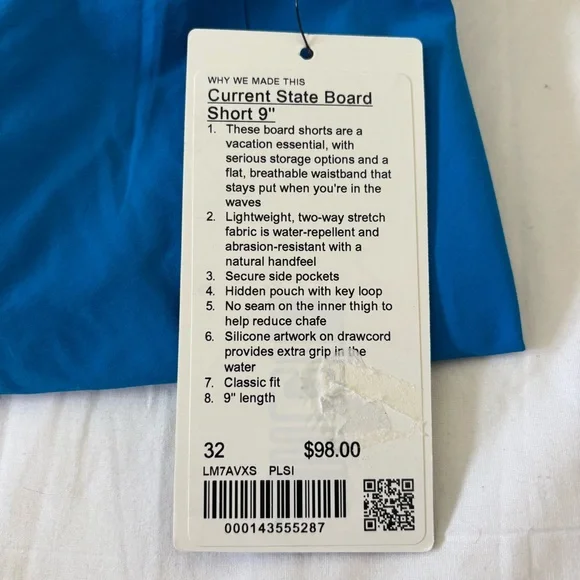 WHY WE MADE THIS
Current State Board
Short 9"
1. These board shorts are a
vacation essential, with
serious storage options and a
flat, breathable waistband that
stays put when you're in the
waves
2. Lightweight, two-way stretch
fabric is water-repellent and
abrasion-resistant with a
natural handfeel
3. Secure side pockets
4. Hidden pouch with key loop
5. No seam on the inner thigh to
help reduce chafe
6. Silicone artwork on drawcord
provides extra grip in the
water
7. Classic fit
8. 9" length
32 $98.00
LM7AVXS PLSI
000143555287